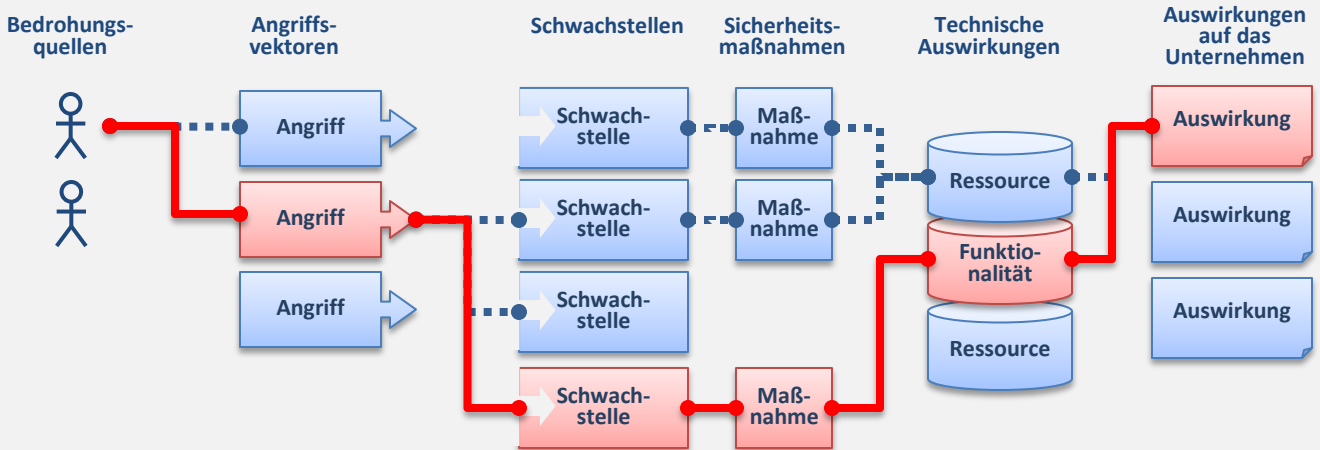 Bedrohungs-
quellen
Angriffs-
vektoren
Schwachstellen
Sicherheits-
maßnahmen
Technische
Auswirkungen
Auswirkungen
auf das
Unternehmen
Angriff
Angriff
Angriff
Schwach-
stelle
Schwach-
stelle
Schwach-
stelle
Schwach-
stelle
Maß-
nahme
Maß-
nahme
Maß-
nahme
Ressource
Funktio-
nalität
Ressource
Auswirkung
Auswirkung
Auswirkung